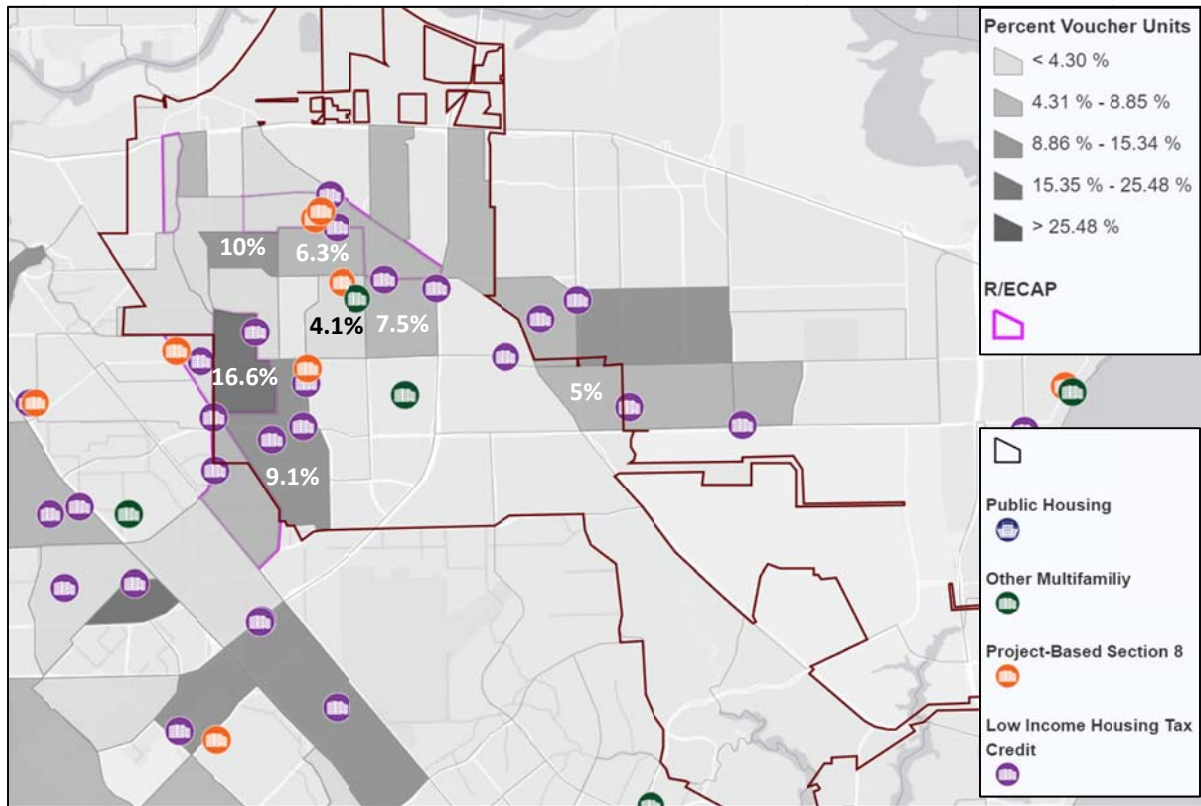 Percent Voucher Units
< 4.30 %
4.31 % - 8.85 %
8.86 % - 15.34 %
15.35 % - 25.48 %
> 25.48 %
R/ECAP
10%
6.3%
4.1%
7.5%
16.6%
5%
9.1%
Public Housing
Other Multifamiliy
Project-Based Section 8
Low Income Housing Tax
Credit